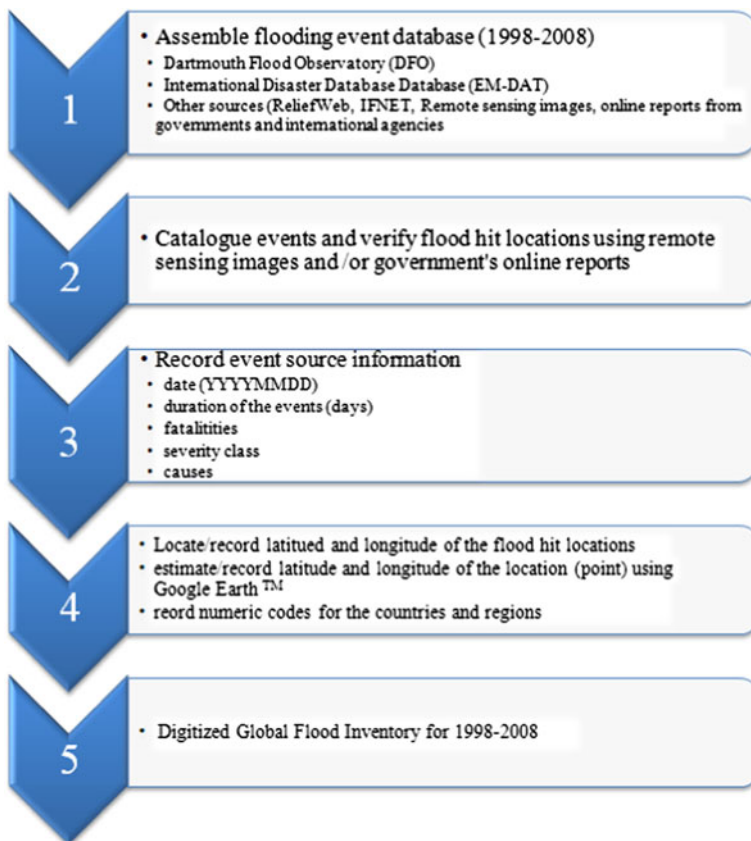 1
• Assemble flooding event database (1998-2008)
• Dartmouth Flood Observatory (DFO)
• International Disaster Database Database (EM-DAT)
• Other sources (ReliefWeb, IFNET, Remote sensing images, online reports from
governments and international agencies
2
• Catalogue events and verify flood hit locations using remote
sensing images and /or government's online reports
3
• Record event source information
• date (YYYYMMDD)
• duration of the events (days)
• fatalitities
• severity class
• causes
4
• Locate/record latitued and longitude of the flood hit locations
• estimate/record latitude and longitude of the location (point) using
Google Earth TM
• reord numeric codes for the countries and regions
5
• Digitized Global Flood Inventory for 1998-2008